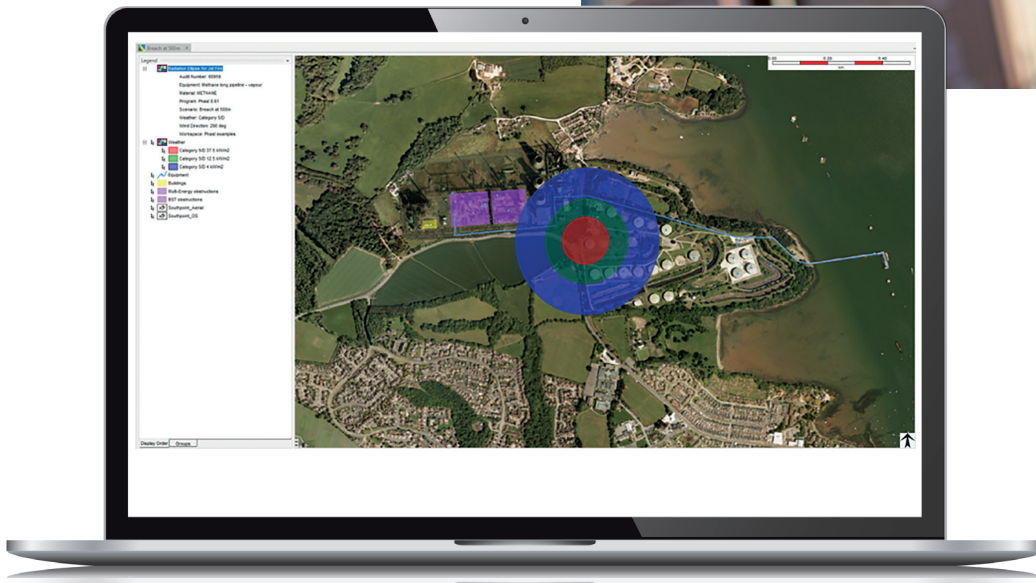 Breach at 500m
Legend
Radiation Ellipse for Jet Fire
Audit Number: 60958
Equipment: Methane long pipeline - vapour
Material: METHANE
Program: Phast 6.61
Scenario: Breach at 500m
Weather: Category 5/D
Wind Direction: 290 deg
Workspace: Phast examples
Weather
Category 5/D 37.5 kW/m2
Category 5/D 12.5 kW/m2
Category 5/D 4 kW/m2
Equipment
Buildings
Multi-Energy obstructions
BST obstructions
Southpoint_Aerial
Southpoint_OS
Display Order Groups